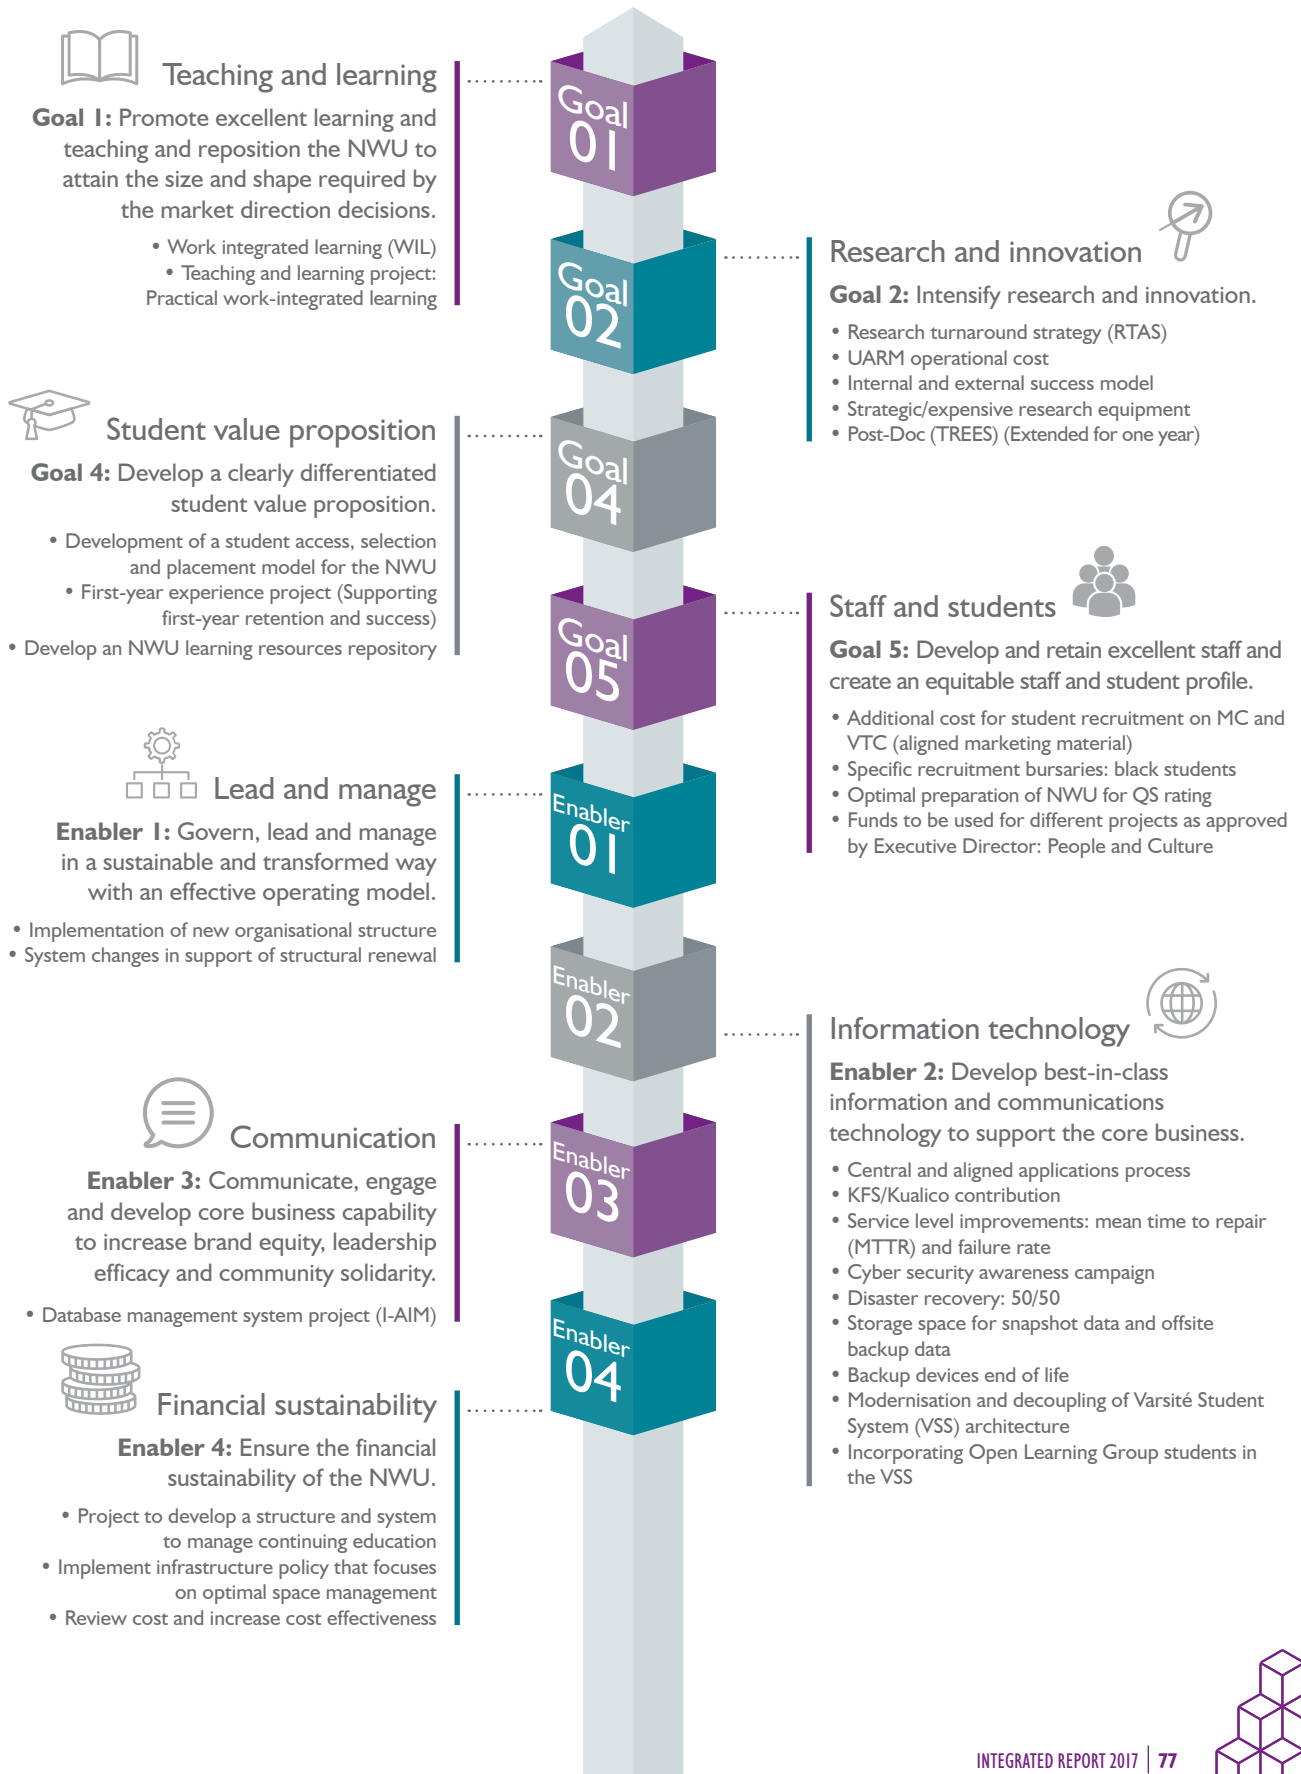 Teaching and learning
Goal 1: Promote excellent learning and
teaching and reposition the NWU to
attain the size and shape required by
the market direction decisions.
• Work integrated learning (WIL)
• Teaching and learning project:
Practical work-integrated learning
Goal
01
Goal
02
Research and innovation
Goal 2: Intensify research and innovation.
• Research turnaround strategy (RTAS)
• UARM operational cost
• Internal and external success model
• Strategic/expensive research equipment
• Post-Doc (TREES) (Extended for one year)
Student value proposition
Goal 4: Develop a clearly differentiated
student value proposition.
• Development of a student access, selection
and placement model for the NWU
• First-year experience project (Supporting
first-year retention and success)
• Develop an NWU learning resources repository
Goal
04
Goal
05
Staff and students
Goal 5: Develop and retain excellent staff and
create an equitable staff and student profile.
• Additional cost for student recruitment on MC and
VTC (aligned marketing material)
• Specific recruitment bursaries: black students
• Optimal preparation of NWU for QS rating
• Funds to be used for different projects as approved
by Executive Director: People and Culture
Lead and manage
Enabler 1: Govern, lead and manage
in a sustainable and transformed way
with an effective operating model.
• Implementation of new organisational structure
• System changes in support of structural renewal
Enabler
01
Enabler
02
Information technology
Enabler 2: Develop best-in-class
information and communications
technology to support the core business.
• Central and aligned applications process
• KFS/Kualico contribution
• Service level improvements: mean time to repair
(MTTR) and failure rate
• Cyber security awareness campaign
• Disaster recovery: 50/50
• Storage space for snapshot data and offsite
backup data
• Backup devices end of life
• Modernisation and decoupling of Varsité Student
System (VSS) architecture
• Incorporating Open Learning Group students in
the VSS
Communication
Enabler 3: Communicate, engage
and develop core business capability
to increase brand equity, leadership
efficacy and community solidarity.
• Database management system project (I-AIM)
Enabler
03
Enabler
04
Financial sustainability
Enabler 4: Ensure the financial
sustainability of the NWU.
• Project to develop a structure and system
to manage continuing education
• Implement infrastructure policy that focuses
on optimal space management
• Review cost and increase cost effectiveness
INTEGRATED REPORT 2017 | 77